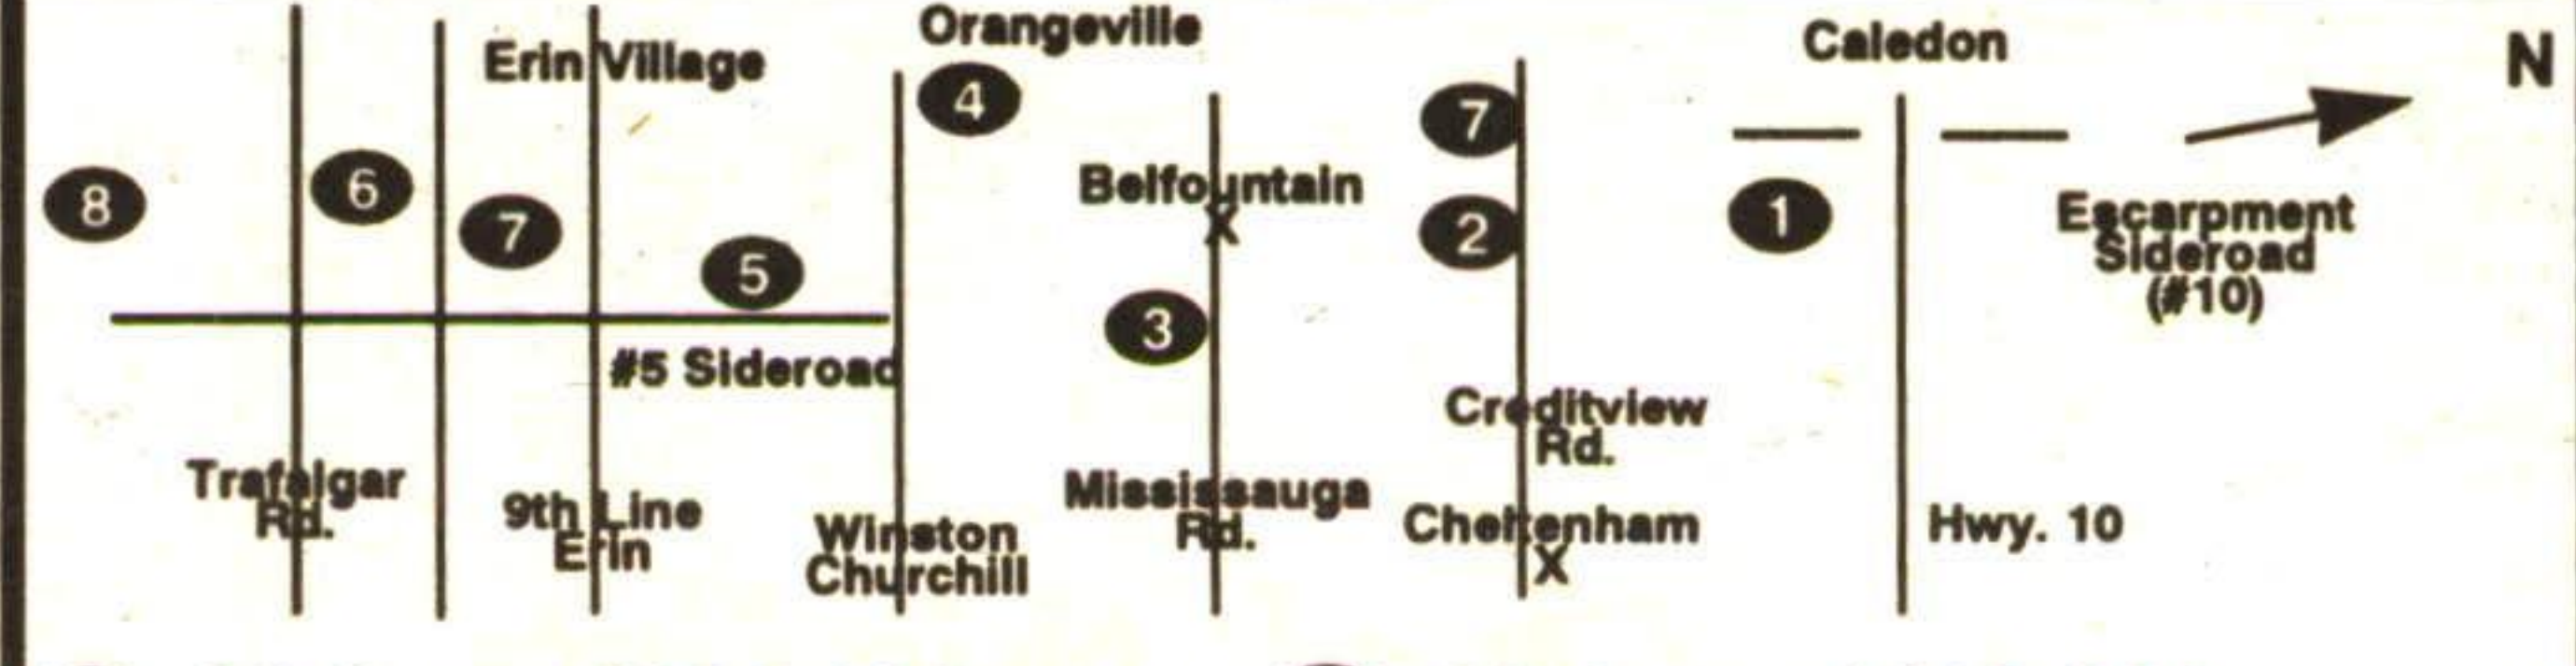 Orangeville
Caledon
N
Erin Village
4
7
6
8
Belfountain
X
1
7
2
Escarpment
Sideroad
(#10)
5
3
#5 Sideroad
Creditview
Rd.
Trafalgar
Rd.
9th Line
Erin
Winston
Churchill
Mississauga
Rd.
Cheltenham
X
Hwy. 10